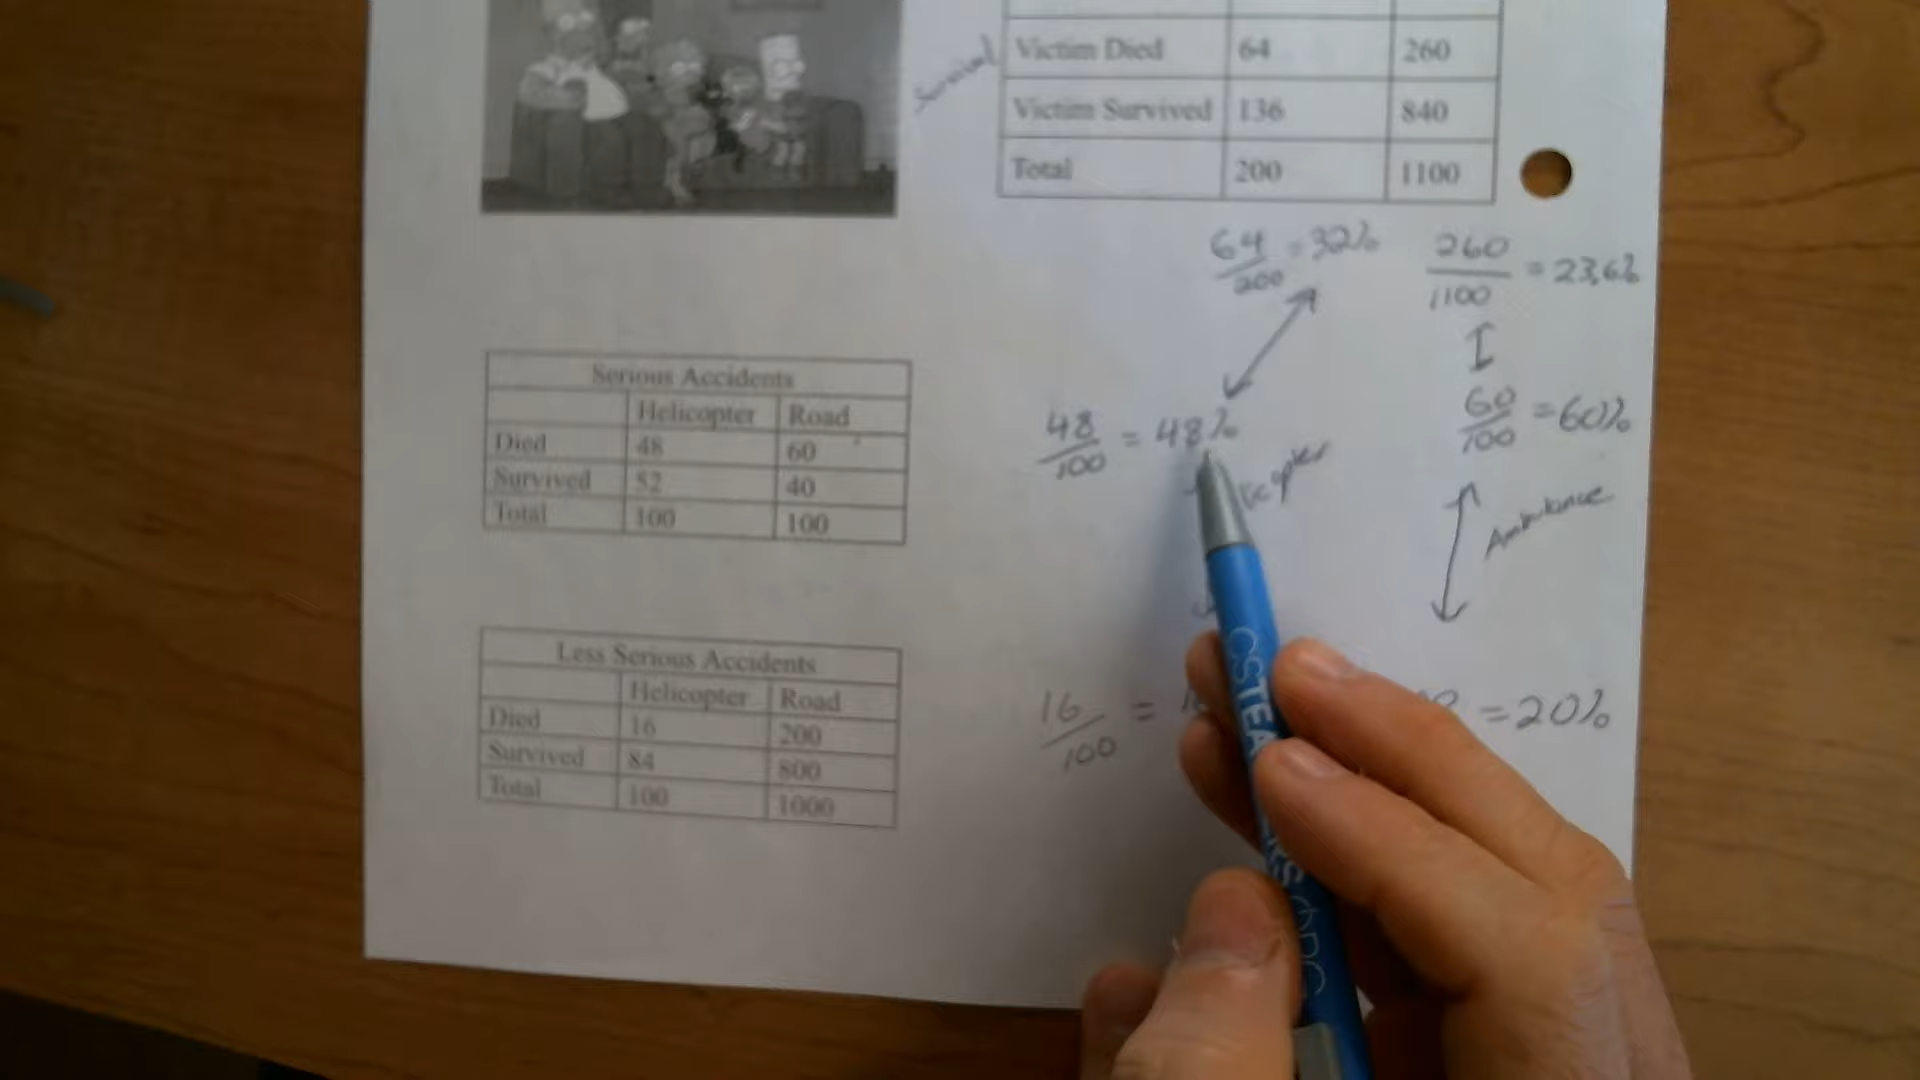 Survival
Victim Died 64 260
Victim Survived 136 840
Total 200 1100
64/200 = 32% 260/1100 = 23.6%
Serious Accidents
Helicopter Road
Died 48 60
Survived 52 40
Total 100 100
48/100 = 48% 60/100 = 60%
Ambulance
Less Serious Accidents
Helicopter Road
Died 16 200
Survived 84 800
Total 100 1000
16/100 = = 20%